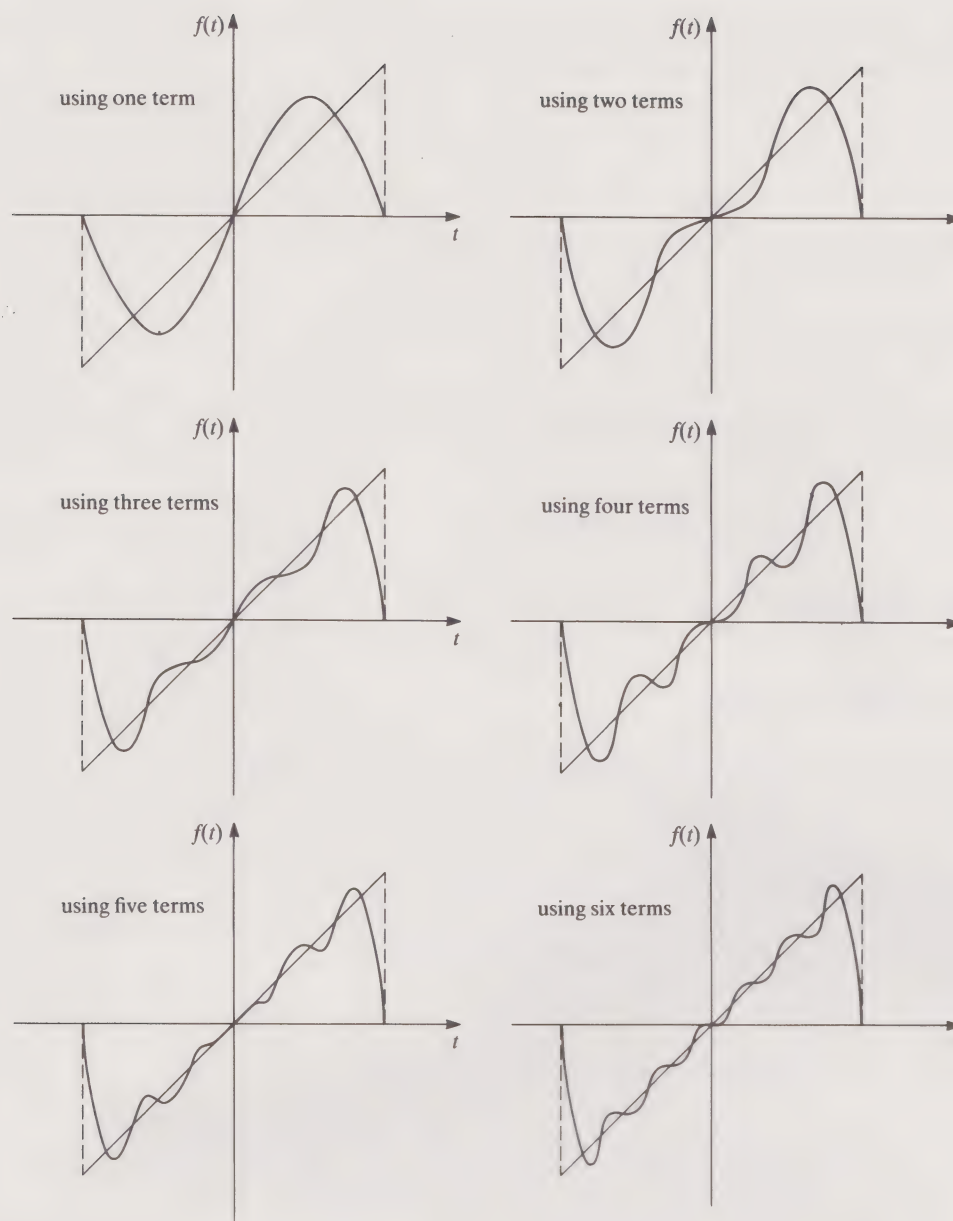 f(t)
using one term
t
f(t)
using two terms
f(t)
using three terms
t
f(t)
using four terms
f(t)
using five terms
t
f(t)
using six terms